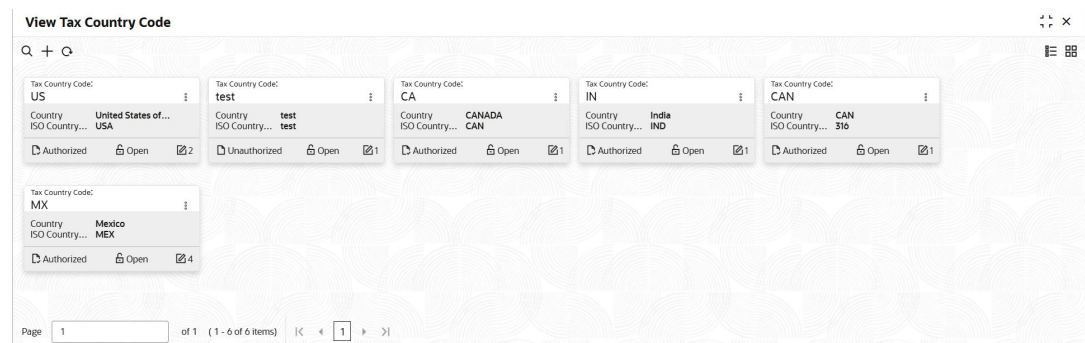 View Tax Country Code
Tax Country Code:
US
Country United States of...
ISO Country... USA
Authorized Open 2
Tax Country Code:
test
Country test
ISO Country... test
Unauthorized Open 1
Tax Country Code:
CA
Country CANADA
ISO Country... CAN
Authorized Open 1
Tax Country Code:
IN
Country India
ISO Country... IND
Authorized Open 1
Tax Country Code:
CAN
Country CAN
ISO Country... 316
Authorized Open 1
Tax Country Code:
MX
Country Mexico
ISO Country... MEX
Authorized Open 4
Page 1 of 1 (1 - 6 of 6 items) 1